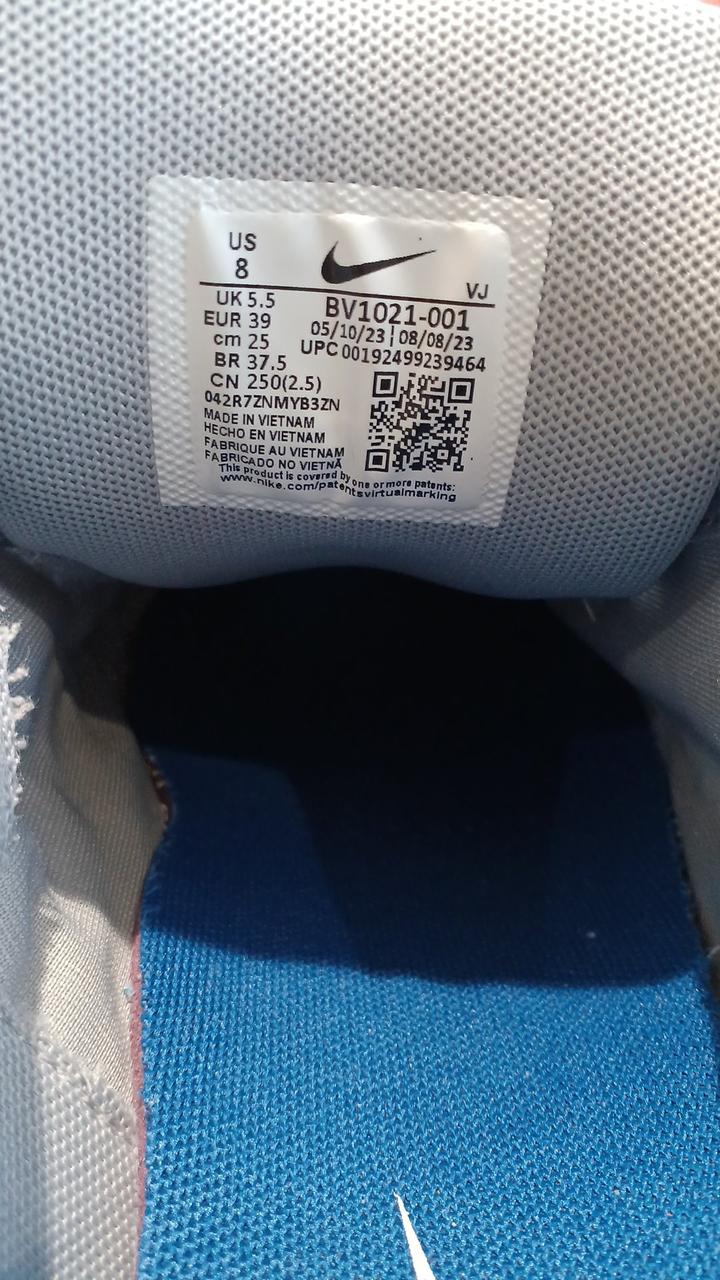 US
8
VJ
UK 5.5
EUR 39
cm 25
BR 37.5
CN 250(2.5)
BV1021-001
05/10/23 | 08/08/23
UPC 00192499239464
042R7ZNMYB3ZN
MADE IN VIETNAM
HECHO EN VIETNAM
FABRIQUE AU VIETNAM
FABRICADO NO VIETNÃ
This product is covered by one or more patents:
www.nike.com/patentsvirtualmarking